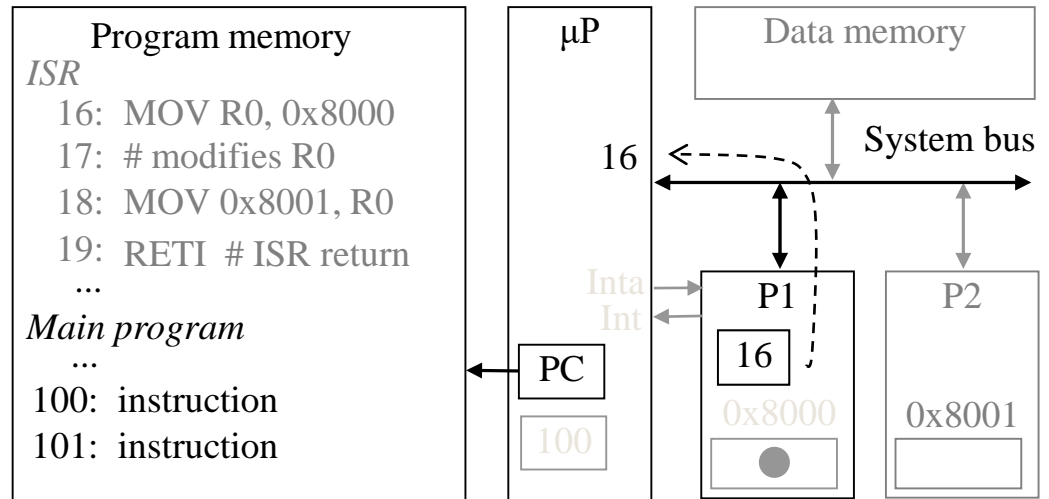 Program memory
ISR
16: MOV R0, 0x8000
17: # modifies R0
18: MOV 0x8001, R0
19: RETI # ISR return
...
Main program
...
100: instruction
101: instruction
μP
16
PC
100
Data memory
System bus
Inta
Int
P1
16
0x8000
P2
0x8001